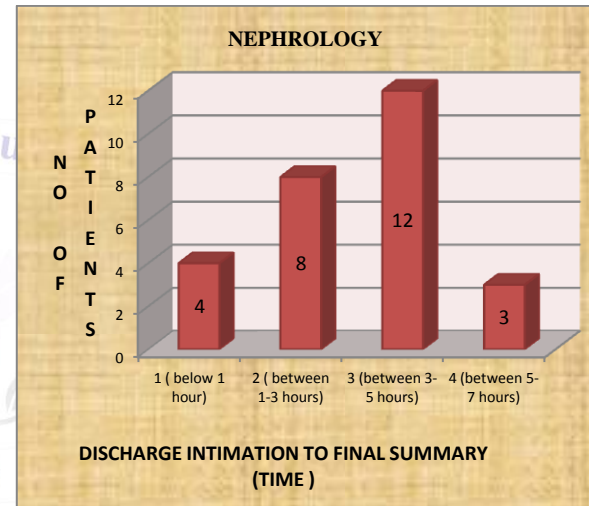 NEPHROLOGY
NO OF PATIENTS
12
10
8
6
4
2
0
4
8
12
3
1 ( below 1
hour)
2 ( between
1-3 hours)
3 (between 3-
5 hours)
4 (between 5-
7 hours)
DISCHARGE INTIMATION TO FINAL SUMMARY
(TIME )